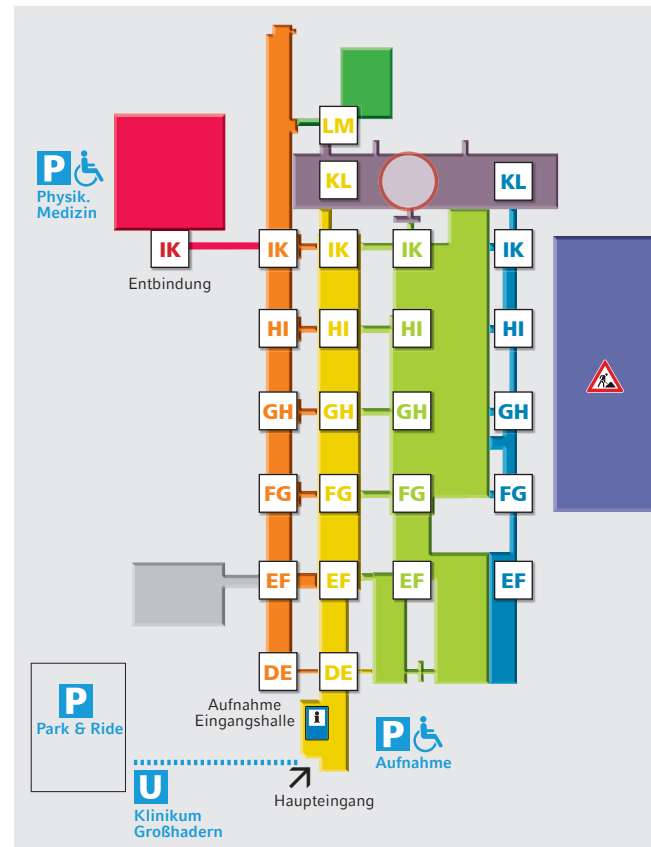 LM
KL
KL
P
Physik.
Medizin
IK
IK
IK
IK
IK
Entbindung
HI
HI
HI
HI
GH
GH
GH
GH
FG
FG
FG
FG
EF
EF
EF
EF
DE
DE
P
Park & Ride
Aufnahme
Eingangshalle
i
P
Aufnahme
U
Klinikum
Großhadern
Haupteingang